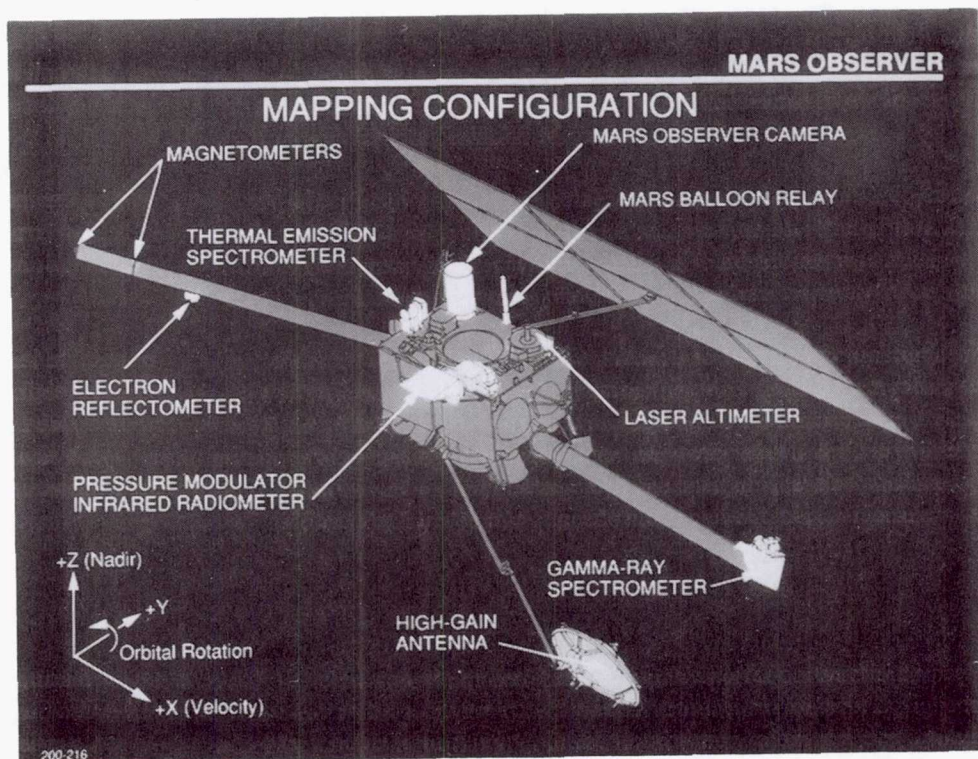 MARS OBSERVER
MAPPING CONFIGURATION
MARS OBSERVER CAMERA
MAGNETOMETERS
MARS BALLOON RELAY
THERMAL EMISSION
SPECTROMETER
ELECTRON
REFLECTOMETER
LASER ALTIMETER
PRESSURE MODULATOR
INFRARED RADIOMETER
+Z (Nadir)
+Y
Orbital Rotation
+X (Velocity)
GAMMA-RAY
SPECTROMETER
HIGH-GAIN
ANTENNA
200-216